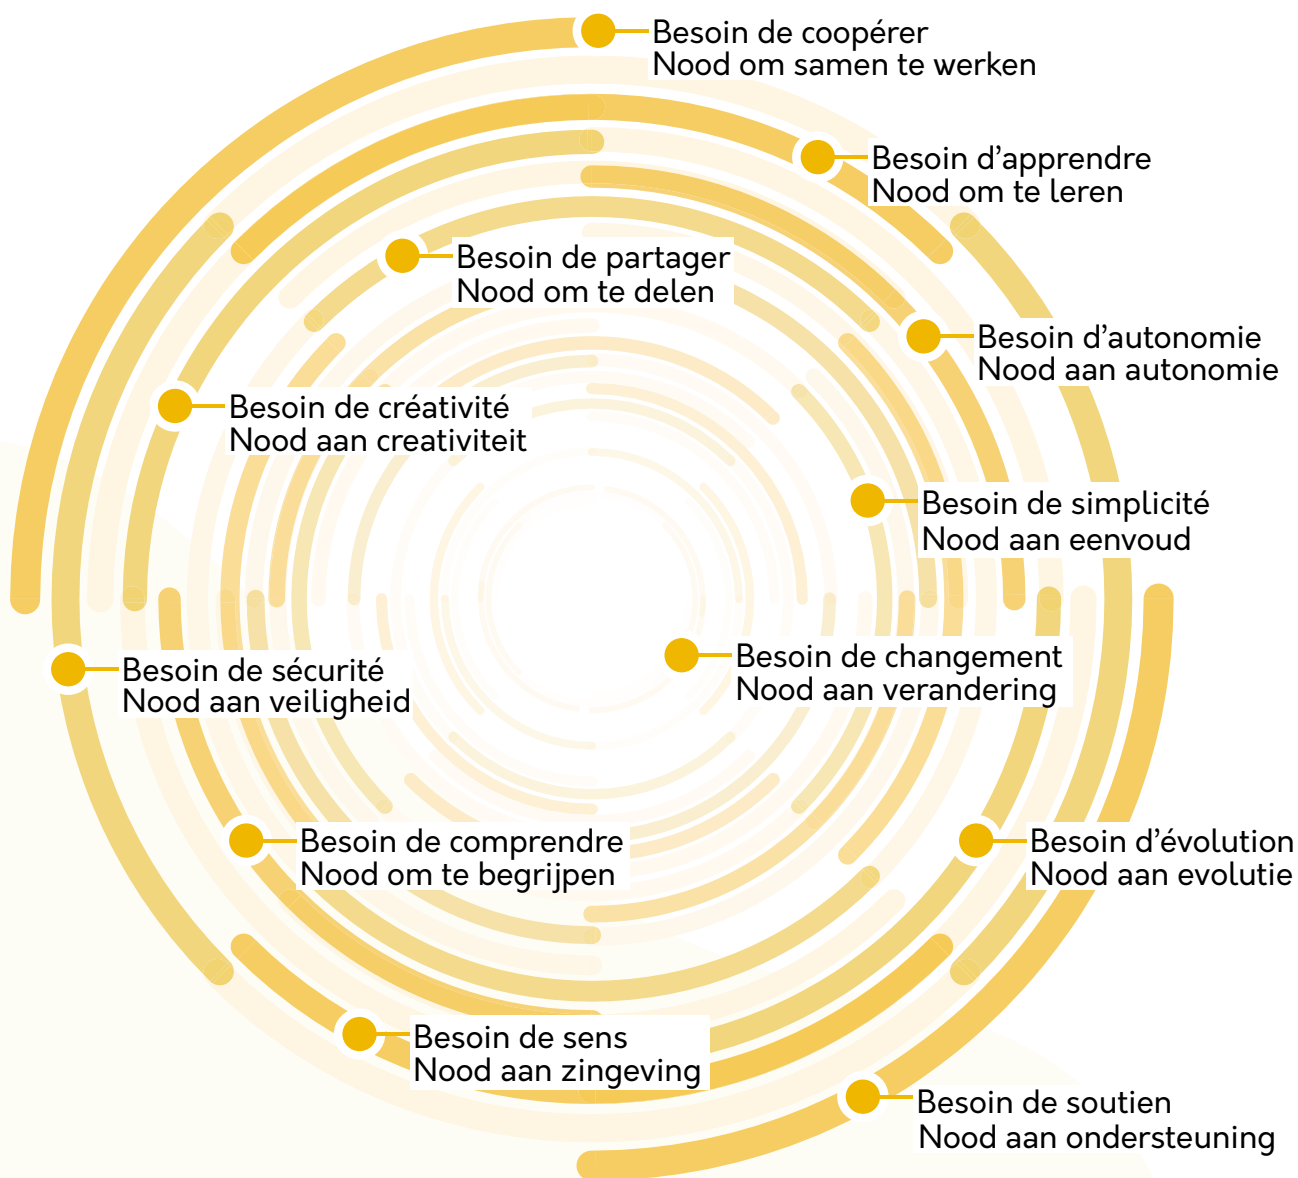 Besoin de coopérer
Nood om samen te werken
Besoin d’apprendre
Nood om te leren
Besoin de partager
Nood om te delen
Besoin d’autonomie
Nood aan autonomie
Besoin de créativité
Nood aan creativiteit
Besoin de simplicité
Nood aan eenvoud
Besoin de changement
Nood aan verandering
Besoin de sécurité
Nood aan veiligheid
Besoin de comprendre
Nood om te begrijpen
Besoin d’évolution
Nood aan evolutie
Besoin de sens
Nood aan zingeving
Besoin de soutien
Nood aan ondersteuning